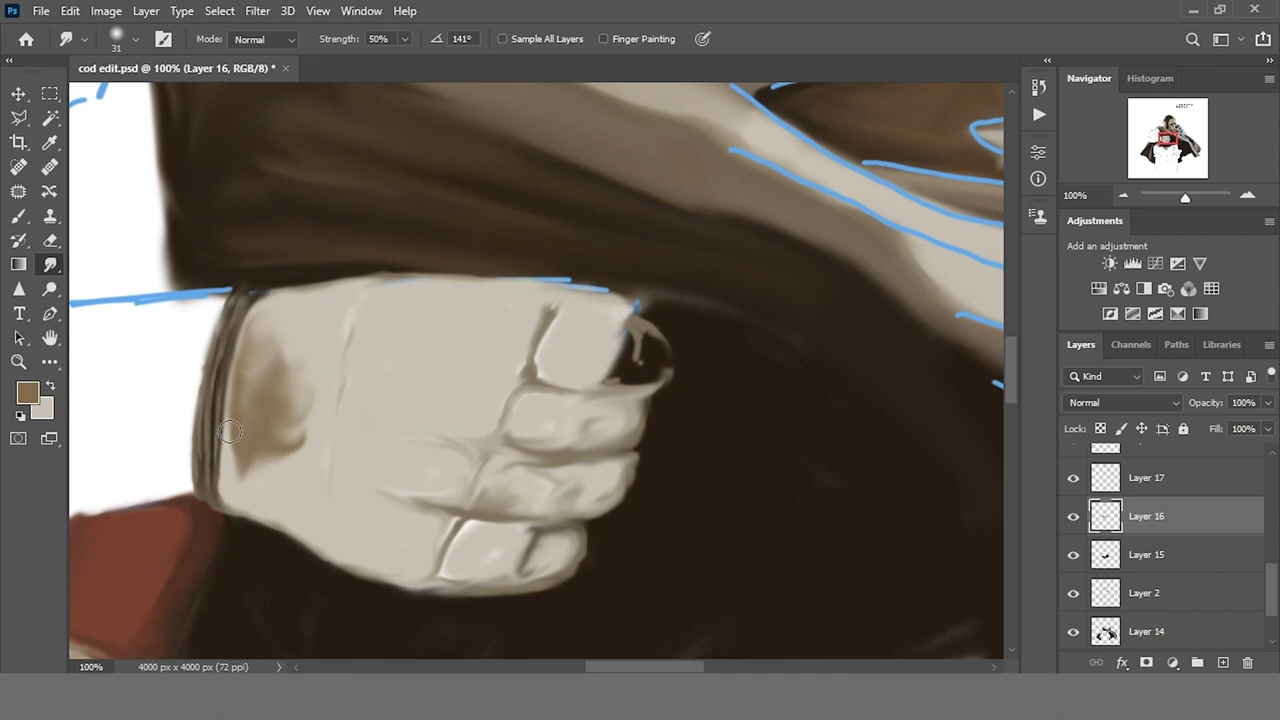 Ps File Edit Image Layer Type Select Filter 3D View Window Help
31 Mode: Normal Strength: 50% 141° Sample All Layers Finger Painting
cod edit.psd @ 100% (Layer 16, RGB/8) *
Navigator Histogram
100%
Adjustments
Add an adjustment
Layers Channels Paths Libraries
Kind
Normal Opacity: 100%
Lock: Fill: 100%
Layer 17
Layer 16
Layer 15
Layer 2
Layer 14
100% 4000 px x 4000 px (72 ppi)